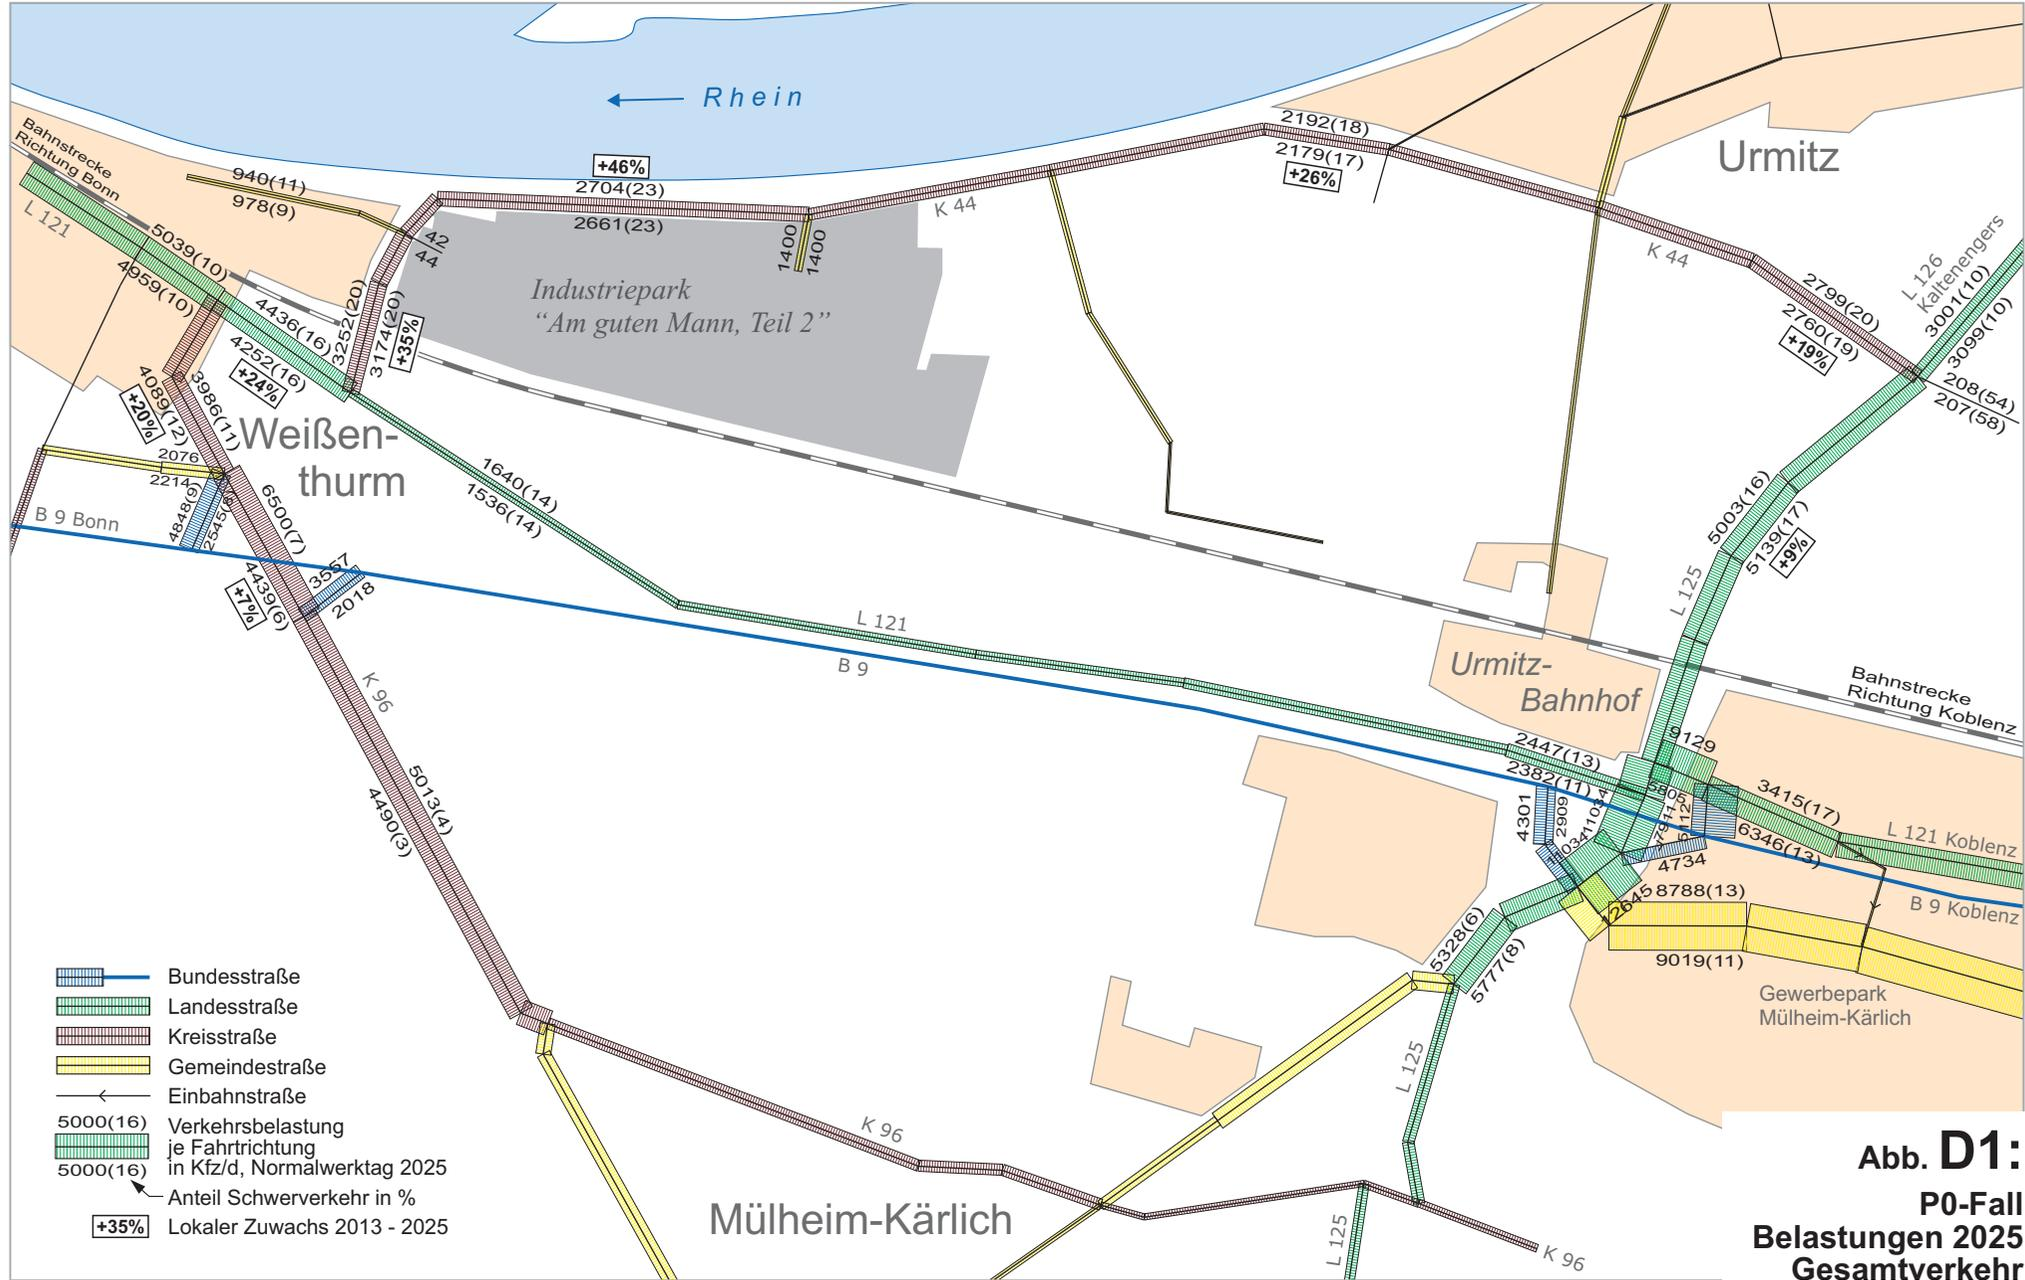 Rhein
Urmitz
Bahnstrecke
Richtung Bonn
L 121
940(11)
978(9)
+46%
2704(23)
2661(23)
1400
1400
K 44
2192(18)
2179(17)
+26%
K 44
2799(20)
2760(19)
+19%
L 126
Kaltenengers
3001(10)
3099(10)
208(54)
207(58)
5039(10)
4959(10)
42
44
3252(20)
3174(20)
+35%
4436(16)
4252(16)
+24%
Industriepark
“Am guten Mann, Teil 2”
4089(12)
3986(11)
+20%
Weißen-
thurm
2076
2214
4848(9)
B 9 Bonn
6500(7)
4439(6)
+7%
3557
2018
1640(14)
1536(14)
5003(16)
5139(17)
+9%
L 125
L 121
B 9
K 96
Urmitz-
Bahnhof
Bahnstrecke
Richtung Koblenz
5013(4)
4490(3)
2447(13)
2382(11)
9129
5805
4301
2909
11034
4734
3415(17)
6346(13)
L 121 Koblenz
B 9 Koblenz
12645
8788(13)
9019(11)
5328(6)
5777(8)
Gewerbepark
Mülheim-Kärlich
L 125
K 96
Mülheim-Kärlich
L 125
K 96
Bundesstraße
Landesstraße
Kreisstraße
Gemeindestraße
Einbahnstraße
5000(16)
Verkehrsbelastung
je Fahrtrichtung
5000(16)
in Kfz/d, Normalwerktag 2025
Anteil Schwerverkehr in %
+35%
Lokaler Zuwachs 2013 - 2025
Abb. D1:
P0-Fall
Belastungen 2025
Gesamtverkehr